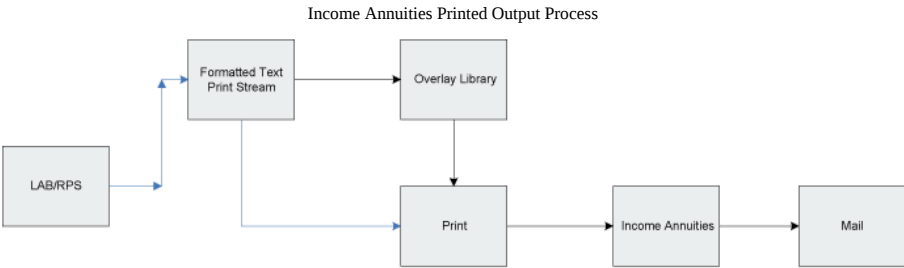 Income Annuities Printed Output Process
Formatted Text
Print Stream
Overlay Library
LAB/RPS
Print
Income Annuities
Mail